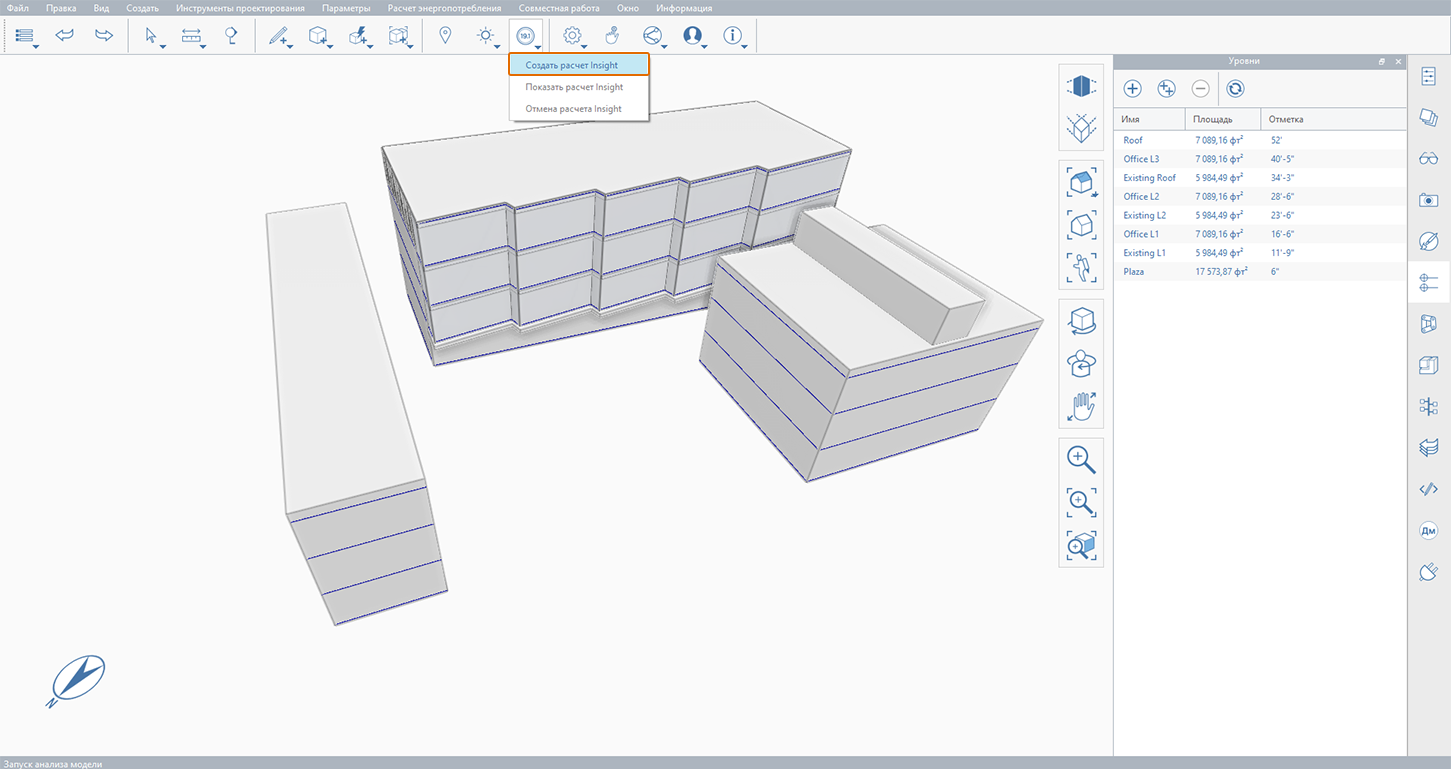 Файл Правка Вид Создать Инструменты проектирования Параметры Расчет энергопотребления Совместная работа Окно Информация
191
Создать расчет Insight
Показать расчет Insight
Отмена расчета Insight
Уровни
Имя Площадь Отметка
Roof 7 089,16 фт² 52'
Office L3 7 089,16 фт² 40'-5"
Existing Roof 5 984,49 фт² 34'-3"
Office L2 7 089,16 фт² 28'-6"
Existing L2 5 984,49 фт² 23'-6"
Office L1 7 089,16 фт² 16'-6"
Existing L1 5 984,49 фт² 11'-9"
Plaza 17 573,87 фт² 6"
Дм
N
Запуск анализа модели